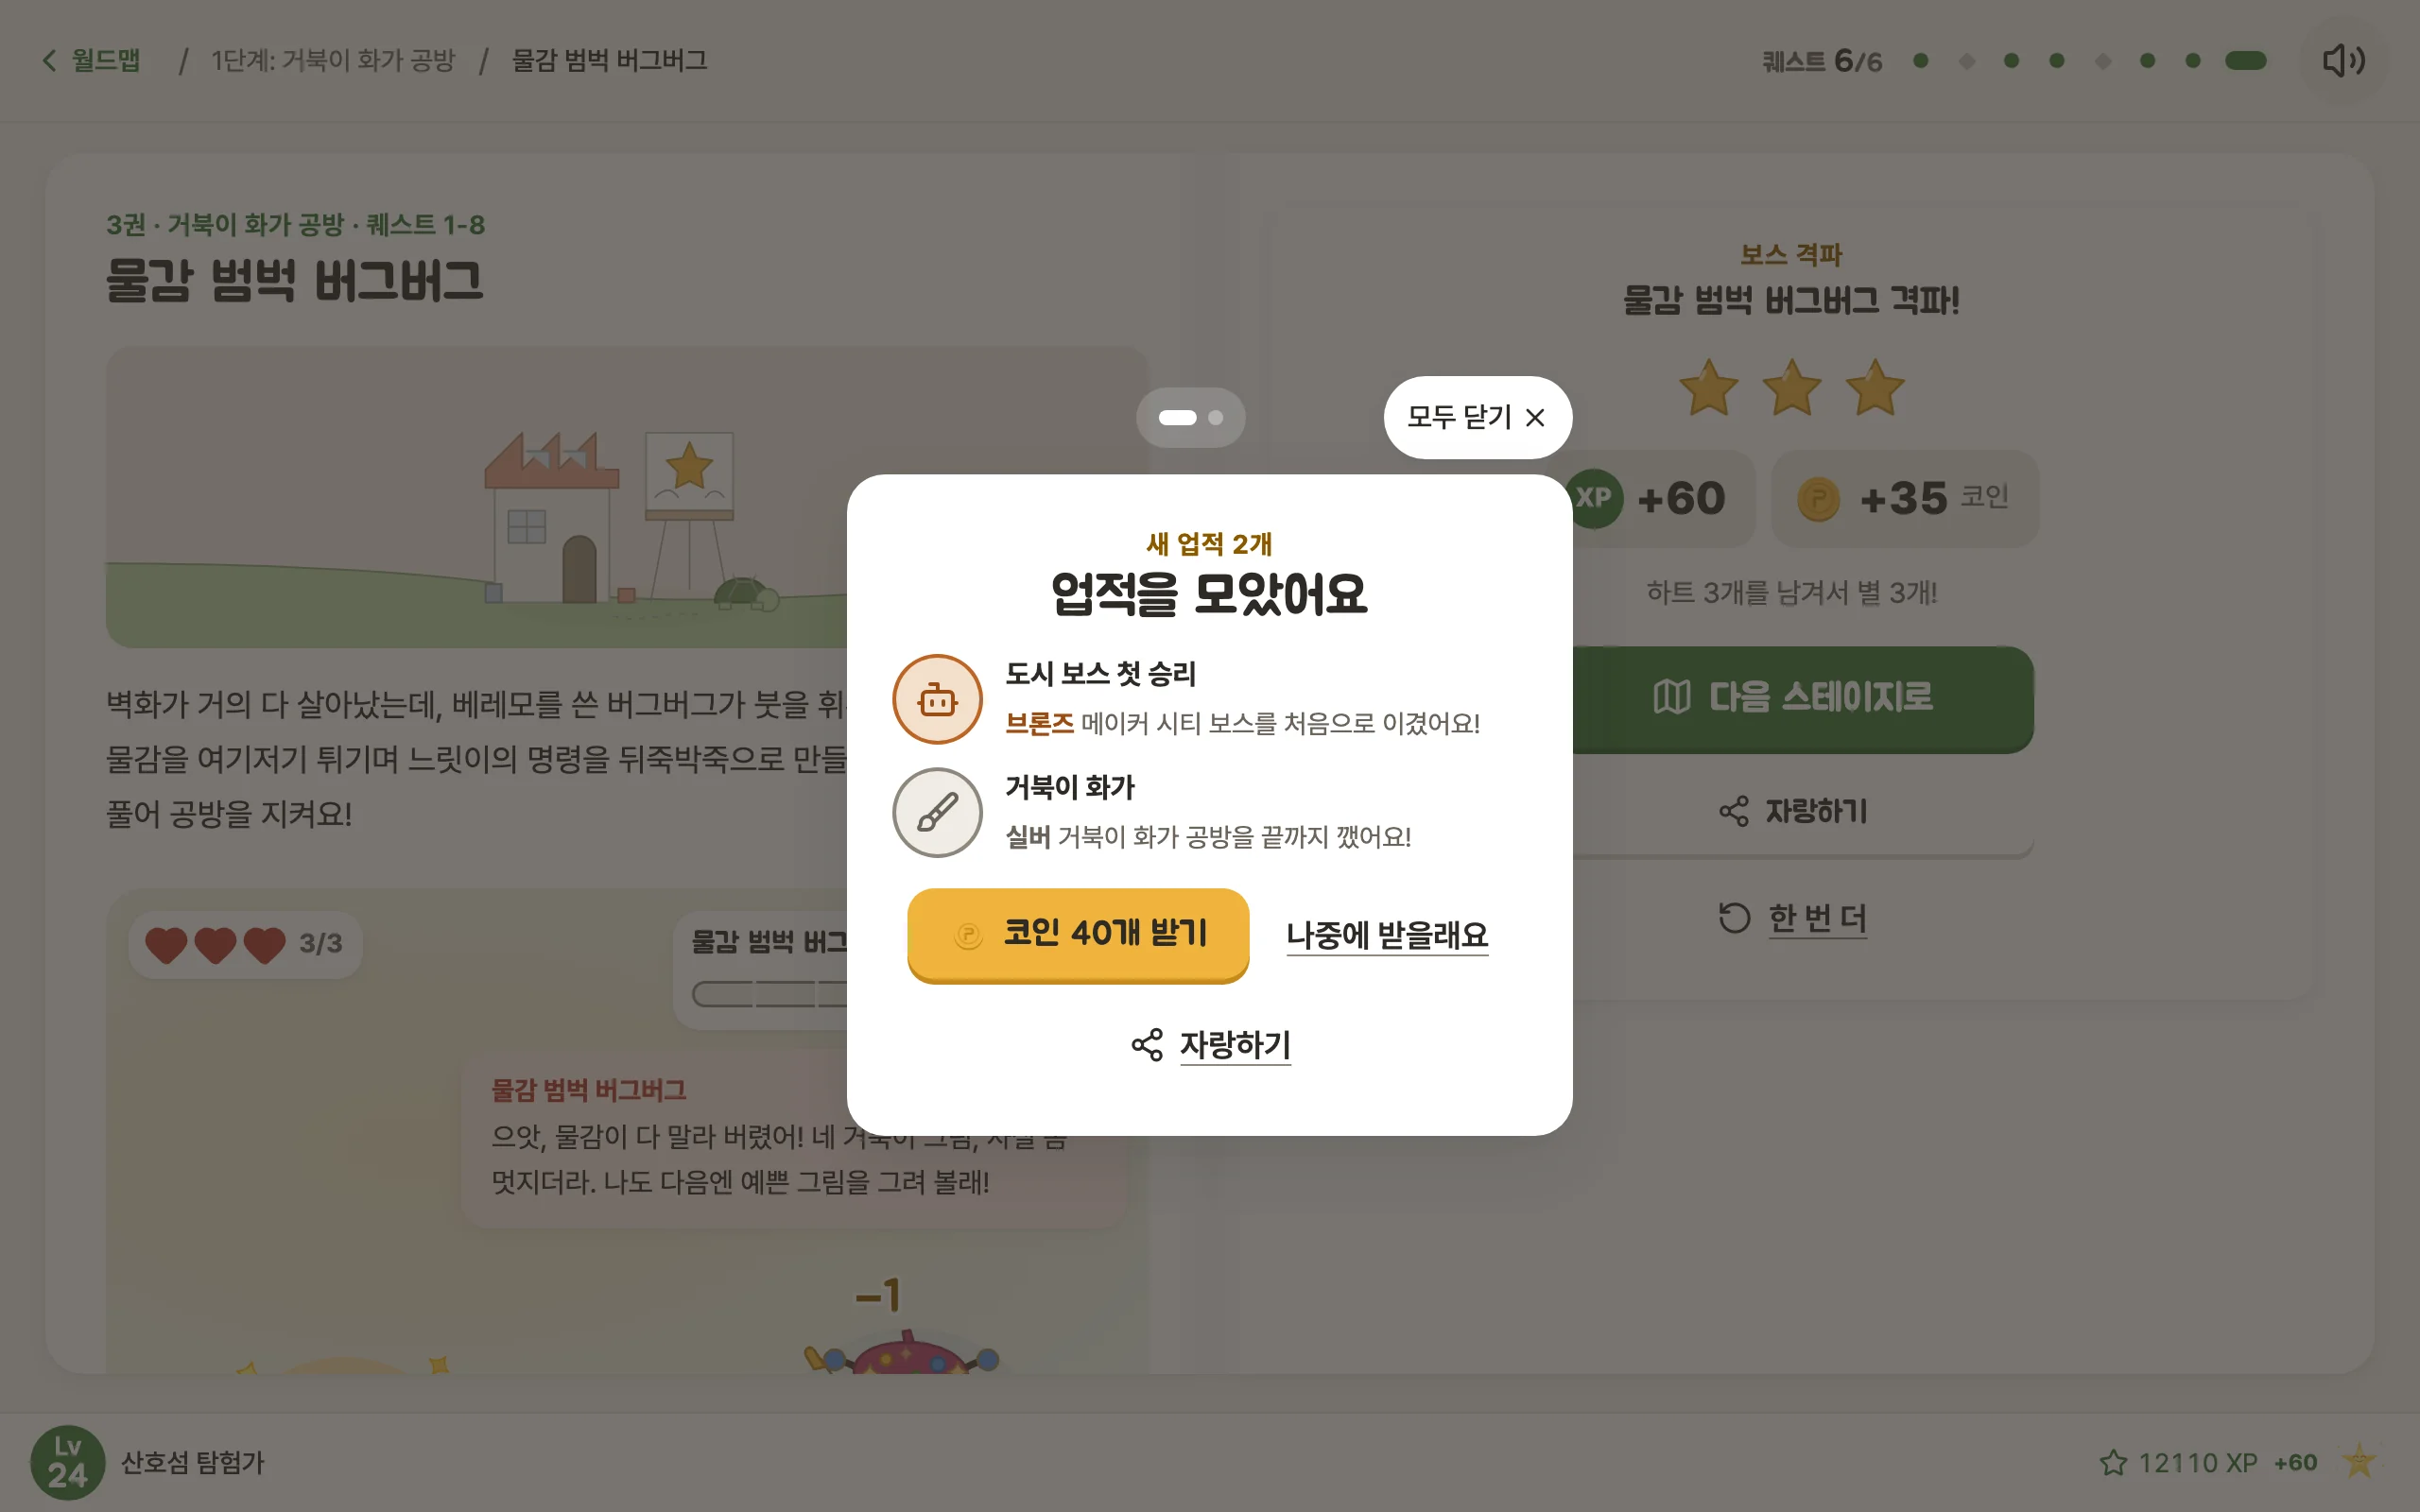 월드맵 / 1단계: 거북이 화가 공방 / 물감 범벅 버그버그
퀘스트 6/6
3권 · 거북이 화가 공방 · 퀘스트 1-8
물감 범벅 버그버그
벽화가 거의 다 살아났는데, 베레모를 쓴 버그버그가 붓을
물감을 여기저기 튀기며 느릿이의 명령을 뒤죽박죽으로
풀어 공방을 지켜요!
3/3
물감 범벅
물감 범벅 버그버그
으앗, 물감이 다 말라 버렸어! 네 거북이 그림,
멋지더라. 나도 다음엔 예쁜 그림을 그려 볼래!
–1
모두 닫기
새 업적 2개
업적을 모았어요
도시 보스 첫 승리
브론즈 메이커 시티 보스를 처음으로 이겼어요!
거북이 화가
실버 거북이 화가 공방을 끝까지 깼어요!
코인 40개 받기
나중에 받을래요
자랑하기
보스 격파
물감 범벅 버그버그 격파!
XP +60
+35 코인
하트 3개를 남겨서 별 3개!
다음 스테이지로
자랑하기
한 번 더
Lv
24
산호섬 탐험가
12110 XP +60